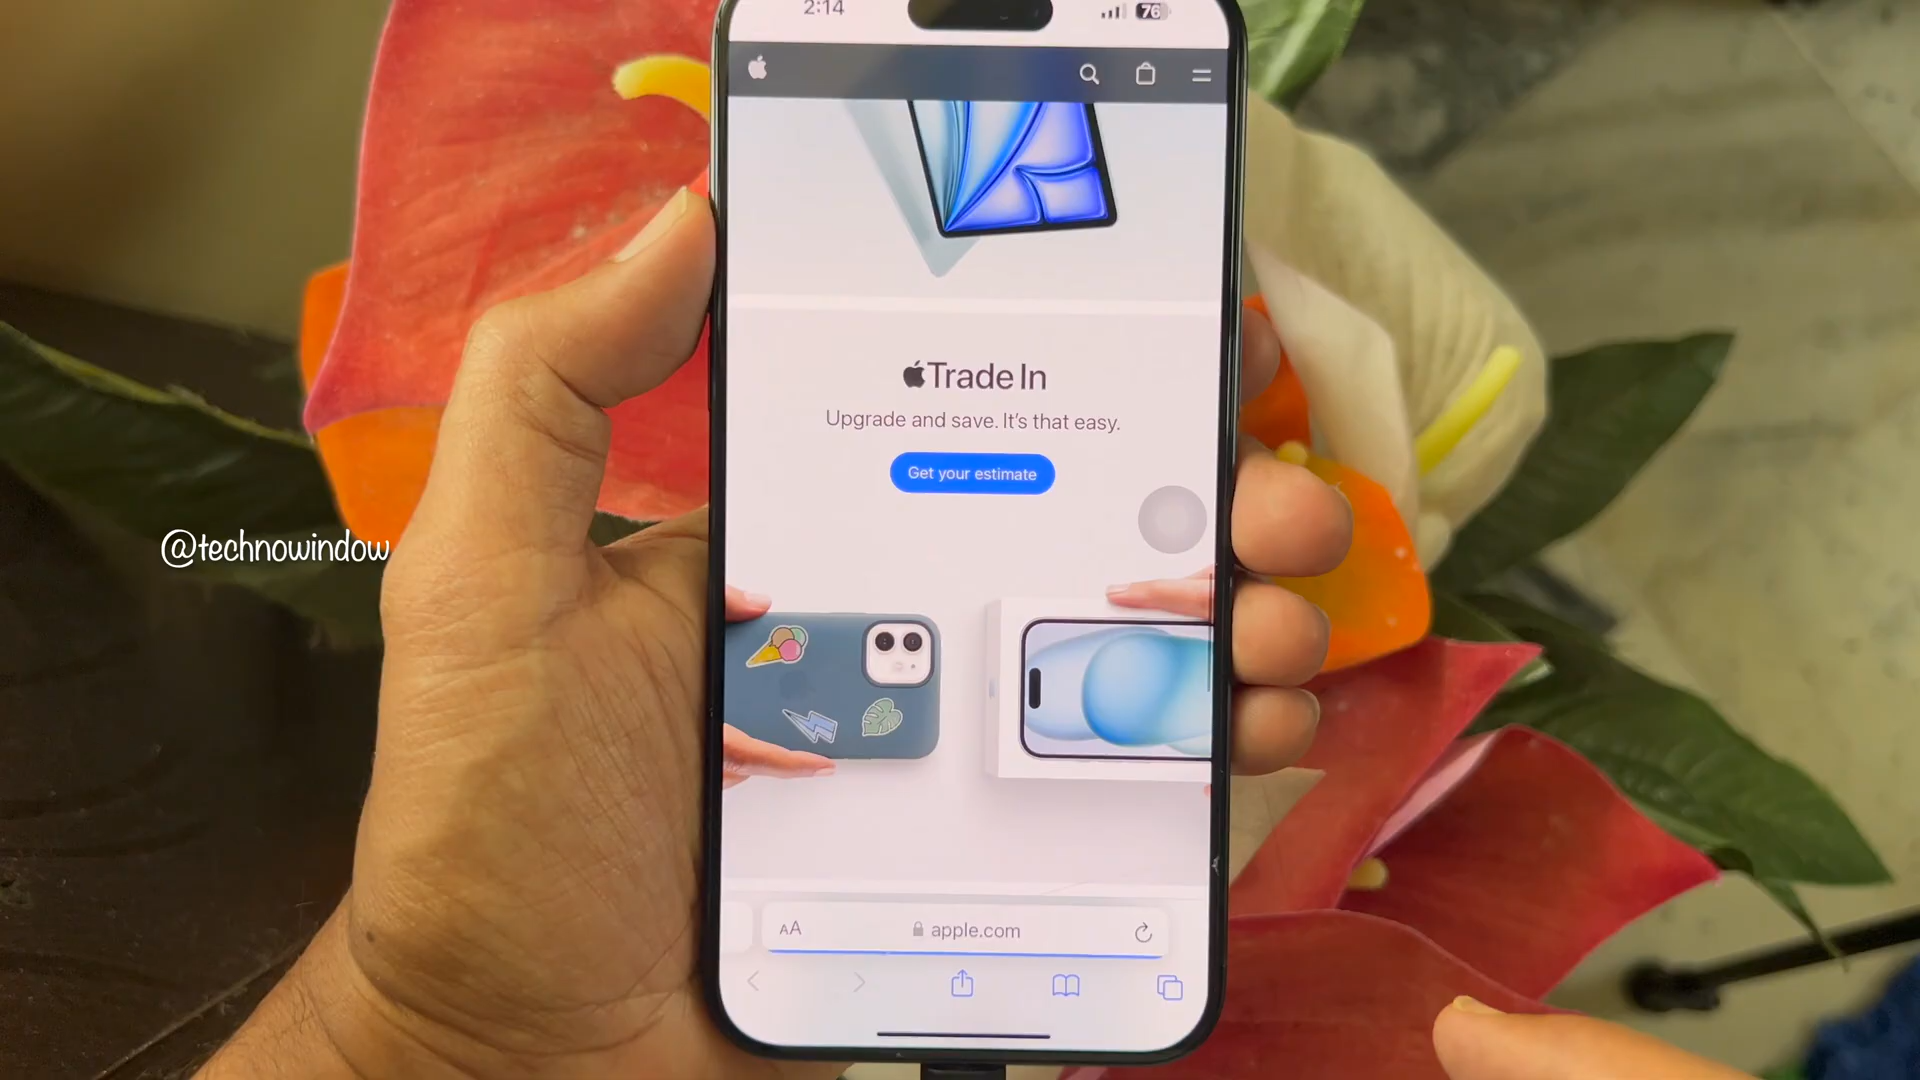 2:14
76
Trade In
Upgrade and save. It's that easy.
Get your estimate
@technowindow
AA
apple.com